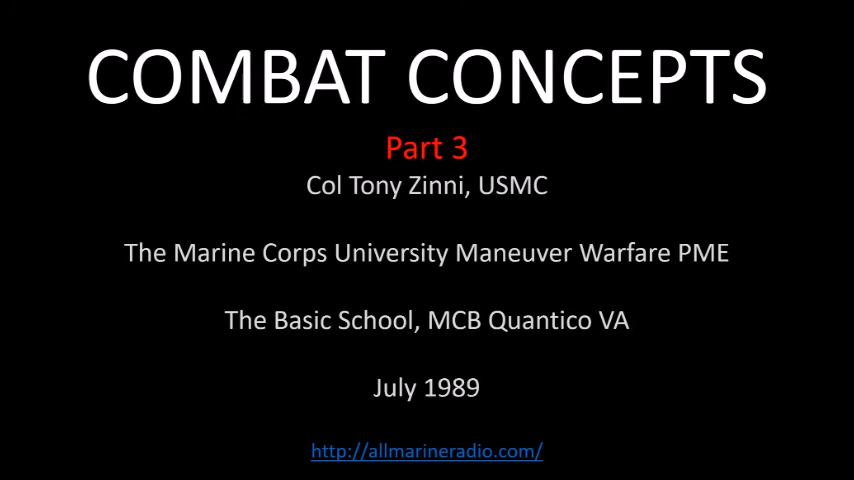 COMBAT CONCEPTS
Part 3
Col Tony Zinni, USMC
The Marine Corps University Maneuver Warfare PME
The Basic School, MCB Quantico VA
July 1989
http://allmarineradio.com/